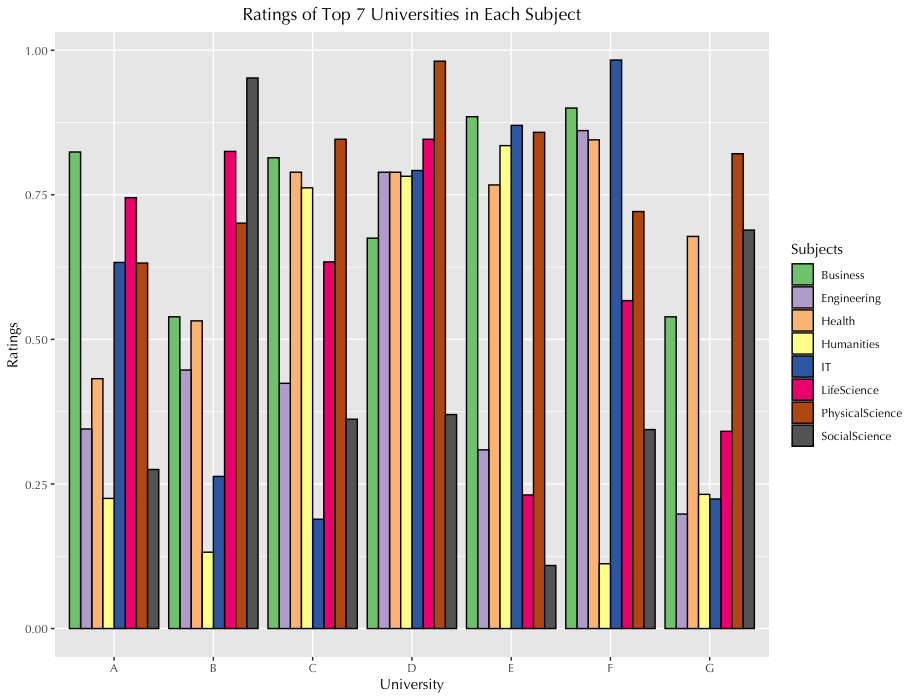 Ratings of Top 7 Universities in Each Subject
1.00
0.75
0.50
0.25
0.00
Ratings
A B C D E F G
University
Subjects
Business
Engineering
Health
Humanities
IT
LifeScience
PhysicalScience
SocialScience